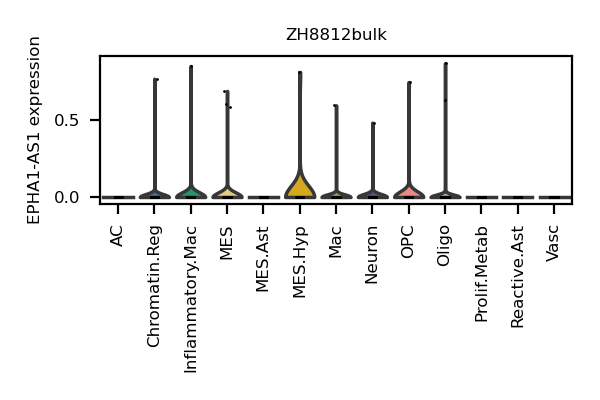 ZH8812bulk
EPHA1-AS1 expression
0.5
0.0
AC
Chromatin.Reg
Inflammatory.Mac
MES
MES.Ast
MES.Hyp
Mac
Neuron
OPC
Oligo
Prolif.Metab
Reactive.Ast
Vasc